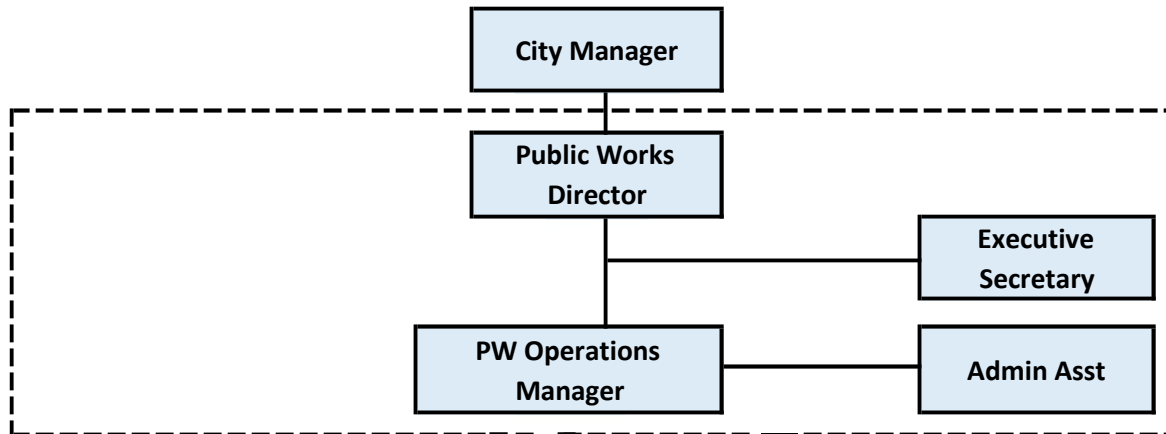 City Manager
Public Works
Director
Executive
Secretary
PW Operations
Manager
Admin Asst